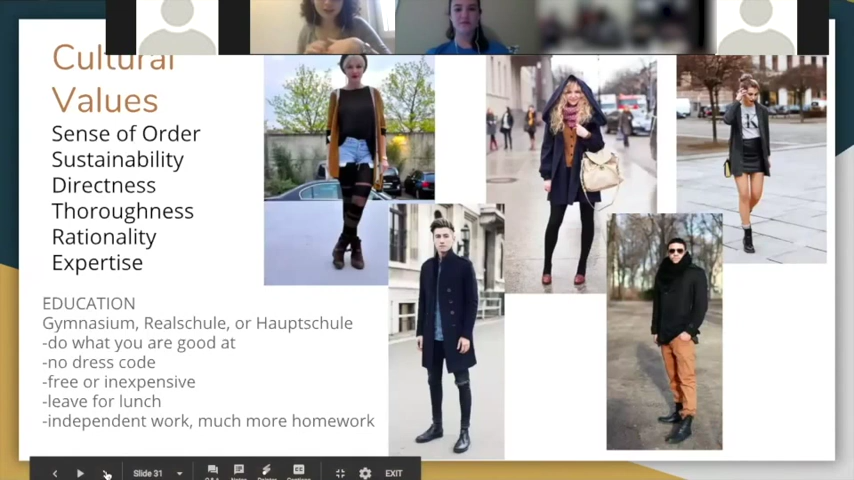 Cultural
Values
Sense of Order
Sustainability
Directness
Thoroughness
Rationality
Expertise
EDUCATION
Gymnasium, Realschule, or Hauptschule
-do what you are good at
-no dress code
-free or inexpensive
-leave for lunch
-independent work, much more homework
Slide 31
EXIT